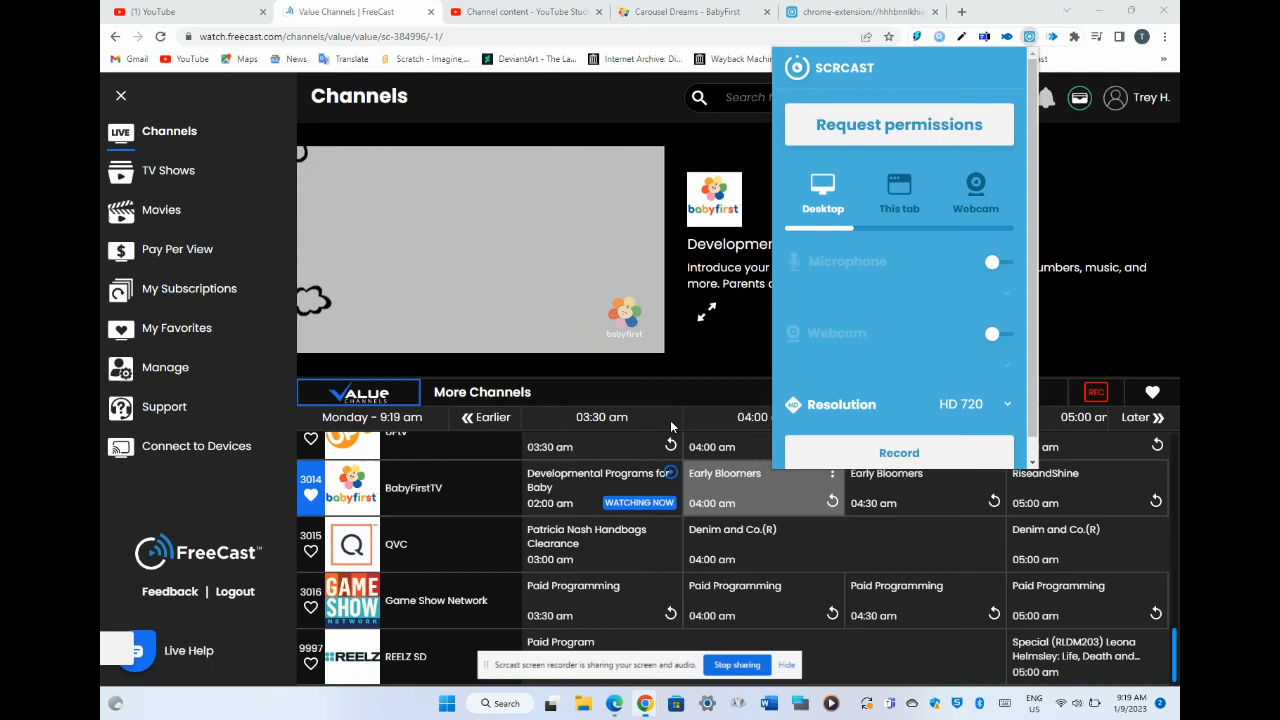 (1) YouTube
Value Channels | FreeCast
Channel content - YouTube Stud
Carousel Dreams - BabyFirst
chrome-extension://hhhbnnlkhia
watch.freecast.com/channels/value/value/sc-384996/-1/
T
Gmail
YouTube
Maps
News
Translate
Scratch - Imagine,...
DeviantArt - The La...
Internet Archive: Di...
Wayback Machi
st
Channels
Search f
Trey H.
LIVE Channels
TV Shows
Movies
Pay Per View
My Subscriptions
My Favorites
Manage
Support
Connect to Devices
FreeCast
Feedback | Logout
Live Help
SCRCAST
Request permissions
Desktop
This tab
Webcam
Microphone
Webcam
HD Resolution HD 720
Record
babyfirst
babyfirst
Developmen
Introduce your
umbers, music, and
more. Parents c
VALUE CHANNELS
More Channels
REC
Monday - 9:19 am
Earlier
03:30 am
04:00
05:00 ar
Later
UPtv
03:30 am
04:00 am
3014
babyfirst
BabyFirstTV
Developmental Programs for Baby
02:00 am
WATCHING NOW
Early Bloomers
04:00 am
Early Bloomers
04:30 am
RiseandShine
05:00 am
3015
Q
QVC
Patricia Nash Handbags Clearance
03:00 am
Denim and Co.(R)
04:00 am
Denim and Co.(R)
05:00 am
3016
GAME SHOW NETWORK
Game Show Network
Paid Programming
03:30 am
Paid Programming
04:00 am
Paid Programming
04:30 am
Paid Programming
05:00 am
9997
REELZ
REELZ SD
Paid Program
Special (RLDM203) Leona
Helmsley: Life, Death and...
05:00 am
Scrcast screen recorder is sharing your screen and audio.
Stop sharing
Hide
Search
ENG
US
9:19 AM
1/9/2023
2